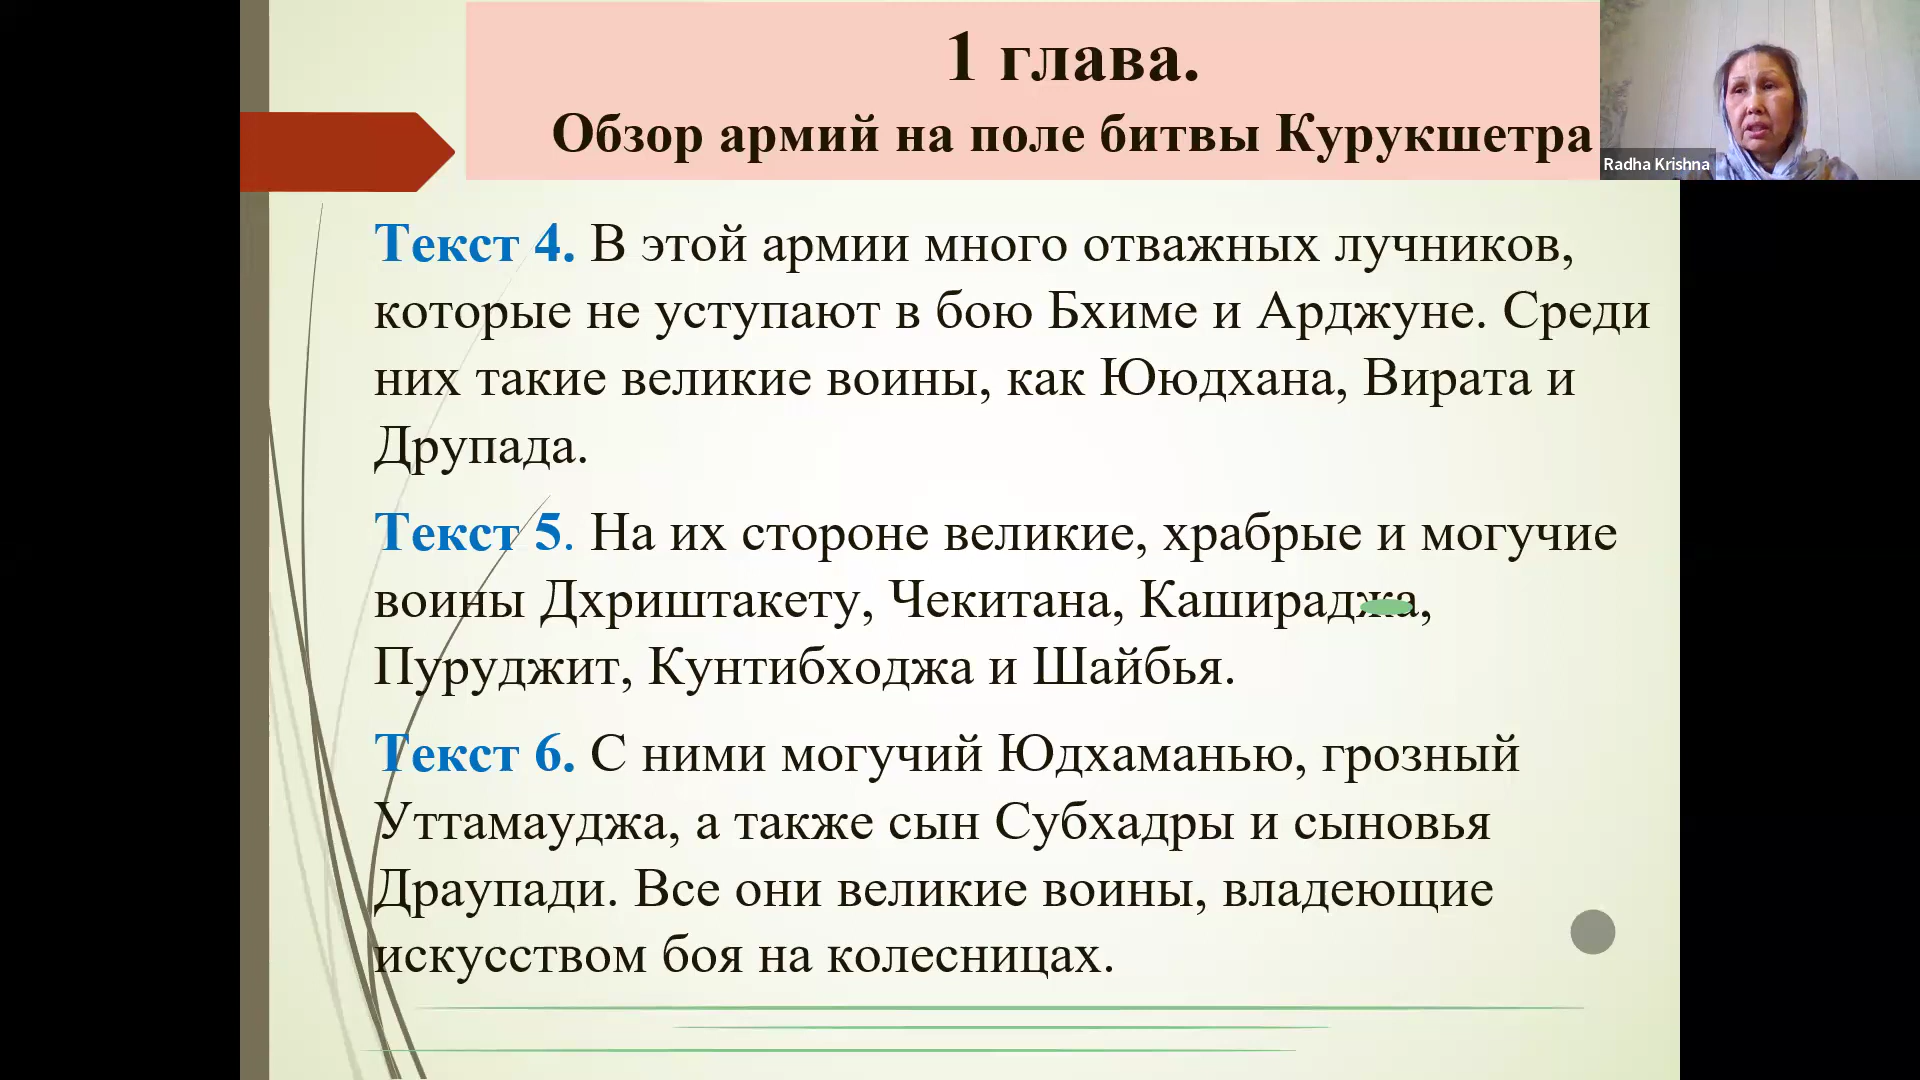 1 глава.
Обзор армий на поле битвы Курукшетра
Radha Krishna
Текст 4. В этой армии много отважных лучников,
которые не уступают в бою Бхиме и Арджуне. Среди
них такие великие воины, как Ююдхана, Вирата и
Друпада.
Текст 5. На их стороне великие, храбрые и могучие
воины Дхриштакету, Чекитана, Кашираджа,
Пуруджит, Кунтибходжа и Шайбья.
Текст 6. С ними могучий Юдхаманью, грозный
Уттамауджа, а также сын Субхадры и сыновья
Драупади. Все они великие воины, владеющие
искусством боя на колесницах.